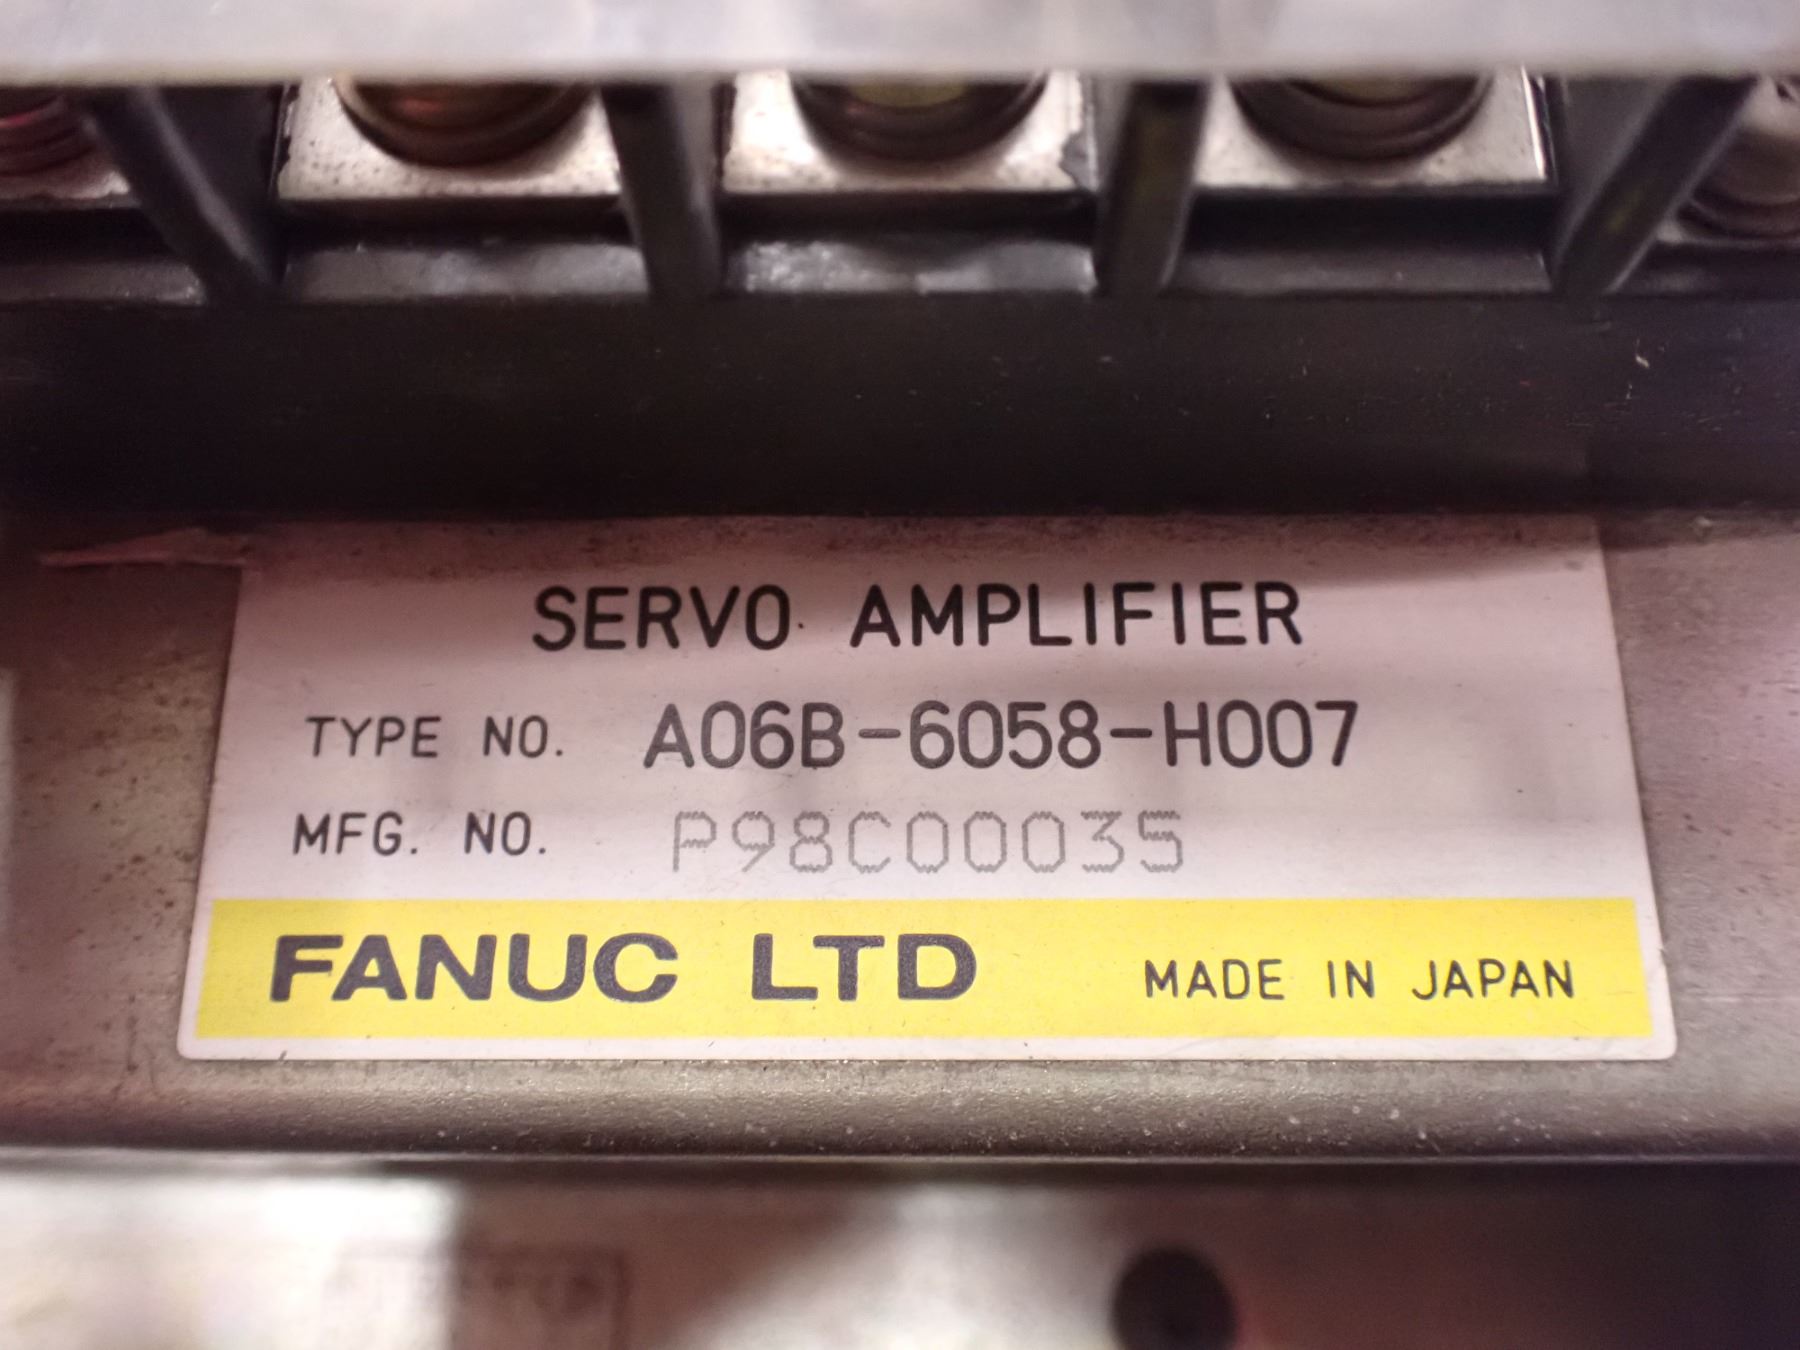 SERVO AMPLIFIER
TYPE NO. A06B-6058-H007
MFG. NO. P98C00035
FANUC LTD MADE IN JAPAN